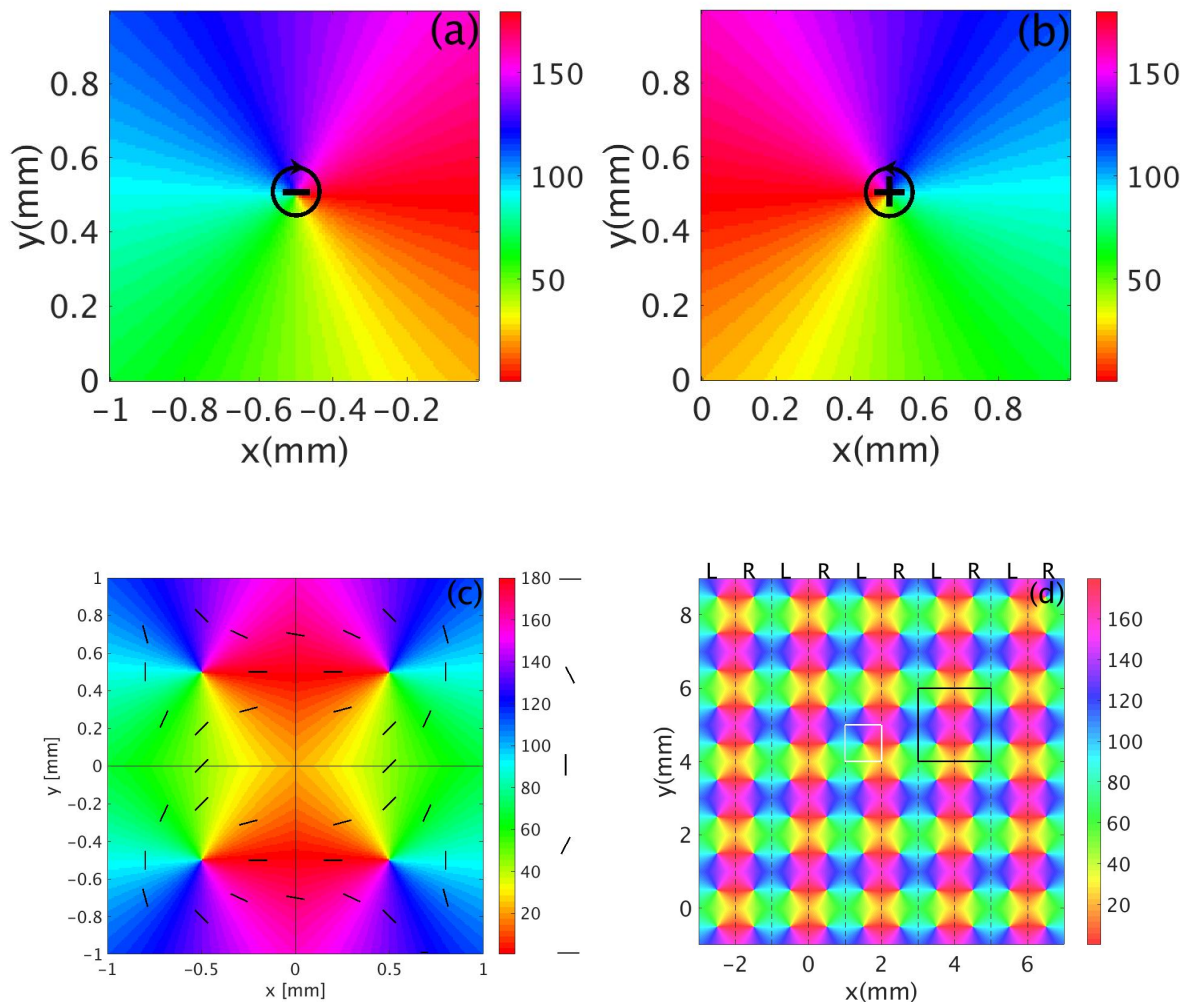 (a)
0.8
0.6
0.4
0.2
0
y(mm)
−1 −0.8 −0.6 −0.4 −0.2
x(mm)
150
100
50
(b)
0.8
0.6
0.4
0.2
0
y(mm)
0 0.2 0.4 0.6 0.8
x(mm)
150
100
50
(c)
1
0.8
0.6
0.4
0.2
0
−0.2
−0.4
−0.6
−0.8
−1
y [mm]
−1 −0.5 0 0.5 1
x [mm]
180
160
140
120
100
80
60
40
20
L R L R L R L R L R
(d)
8
6
4
2
0
y(mm)
−2 0 2 4 6
x(mm)
160
140
120
100
80
60
40
20